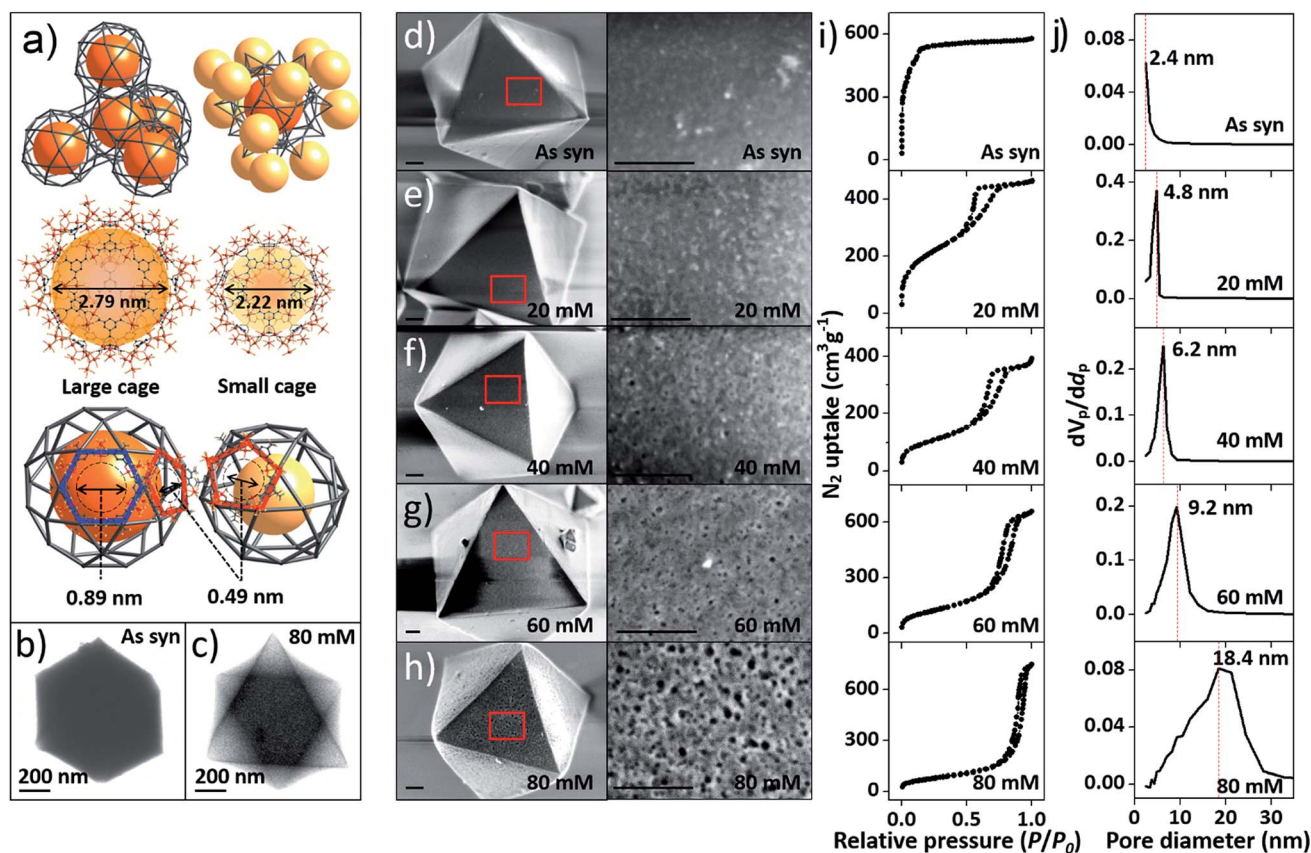 a)
2.79 nm
2.22 nm
Large cage
Small cage
0.89 nm
0.49 nm
b)
As syn
200 nm
c)
80 mM
200 nm
d)
As syn
As syn
e)
20 mM
20 mM
f)
40 mM
40 mM
g)
60 mM
60 mM
h)
80 mM
80 mM
i)
N₂ uptake (cm³g⁻¹)
600
300
0
As syn
400
200
0
20 mM
400
200
0
40 mM
600
300
0
60 mM
600
300
0
80 mM
0.0 0.5 1.0
Relative pressure (P/P₀)
j)
dVₚ/ddₚ
0.08
0.04
0.00
2.4 nm
As syn
0.4
0.2
0.0
4.8 nm
20 mM
0.2
0.1
0.0
6.2 nm
40 mM
0.2
0.1
0.0
9.2 nm
60 mM
0.08
0.04
0.00
18.4 nm
80 mM
0 10 20 30
Pore diameter (nm)